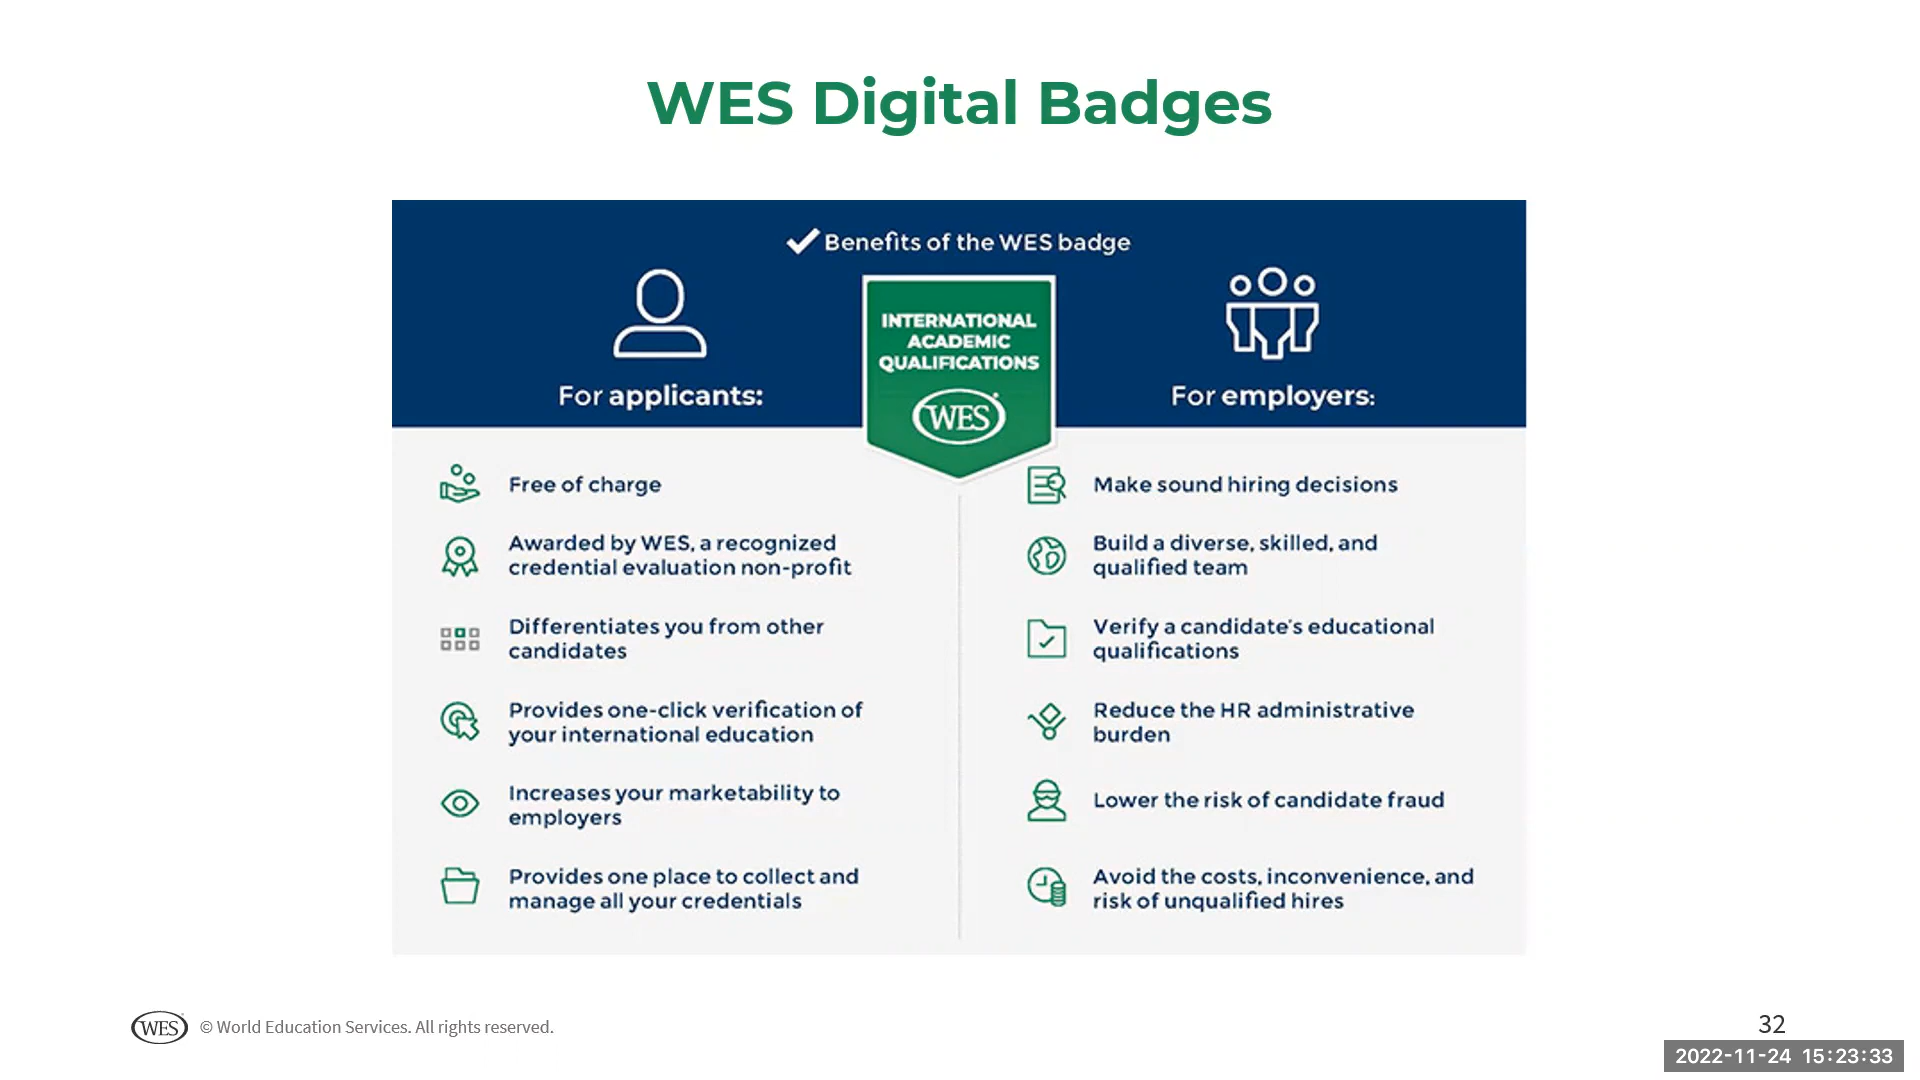 WES Digital Badges
Benefits of the WES badge
INTERNATIONAL
ACADEMIC
QUALIFICATIONS
WES
For applicants:
Free of charge
Awarded by WES, a recognized
credential evaluation non-profit
Differentiates you from other
candidates
Provides one-click verification of
your international education
Increases your marketability to
employers
Provides one place to collect and
manage all your credentials
For employers:
Make sound hiring decisions
Build a diverse, skilled, and
qualified team
Verify a candidate's educational
qualifications
Reduce the HR administrative
burden
Lower the risk of candidate fraud
Avoid the costs, inconvenience, and
risk of unqualified hires
WES © World Education Services. All rights reserved.
32
2022-11-24 15:23:33